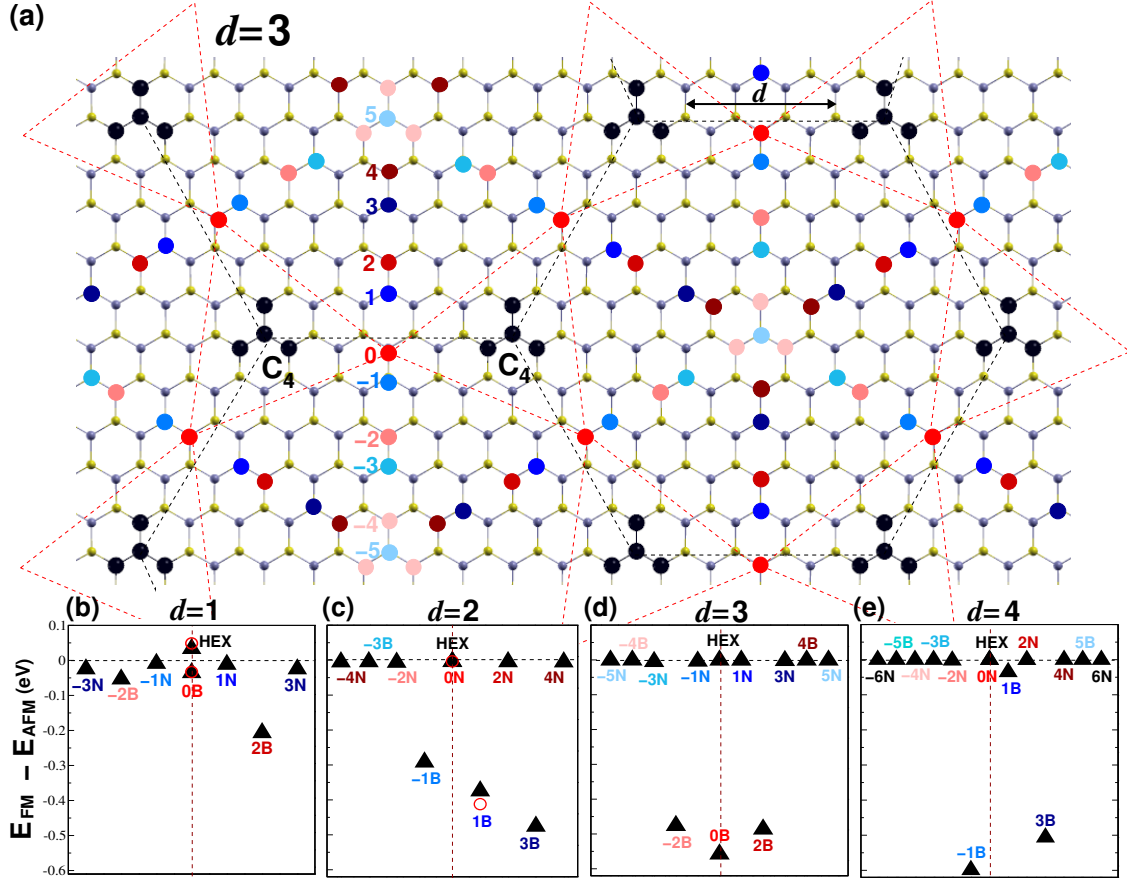 (a)
d=3
d
5
4
3
2
1
0
C4
C4
−1
−2
−3
−4
−5
(b) d=1
(c) d=2
(d) d=3
(e) d=4
E_FM − E_AFM (eV)
0.1
0
-0.1
-0.2
-0.3
-0.4
-0.5
-0.6
HEX
−3N
−2B
−1N
0B
1N
3N
2B
−3B
HEX
−4N
−2N
0N
2N
4N
−1B
1B
3B
−4B
HEX
4B
−5N
−3N
−1N
1N
3N
5N
−2B
0B
2B
−5B
−3B
HEX
2N
5B
−6N
−4N
−2N
0N
1B
4N
6N
3B
−1B